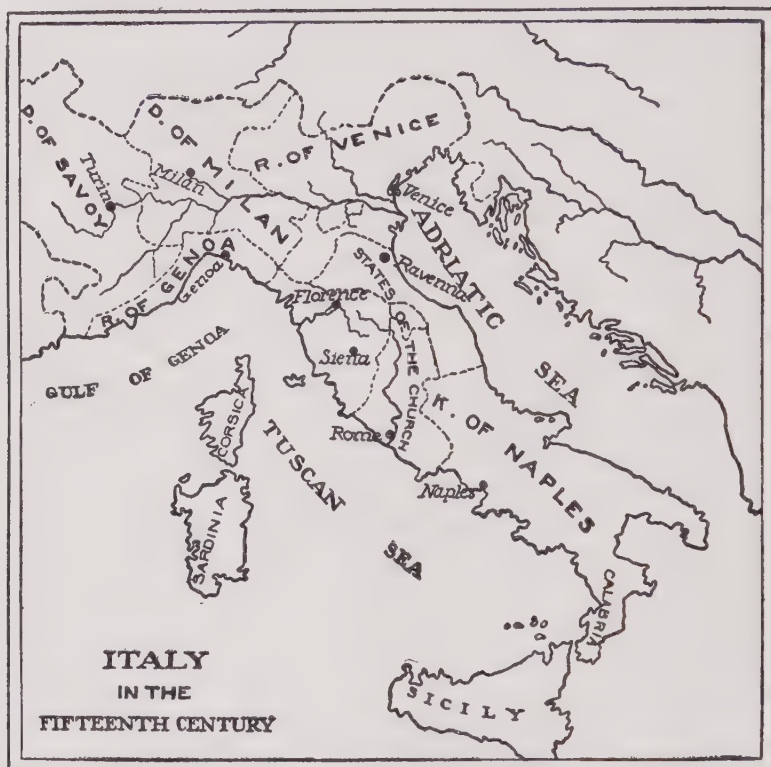 D. OF SAVOY
Turin
D. OF MILAN
Milan
R. OF VENICE
Venice
R. OF GENOA
Genoa
ADRIATIC SEA
Ravenna
STATES OF THE CHURCH
Florence
Siena
GULF OF GENOA
CORSICA
SARDINIA
TUSCAN SEA
Rome
K. OF NAPLES
Naples
CALABRIA
SICILY
ITALY
IN THE
FIFTEENTH CENTURY